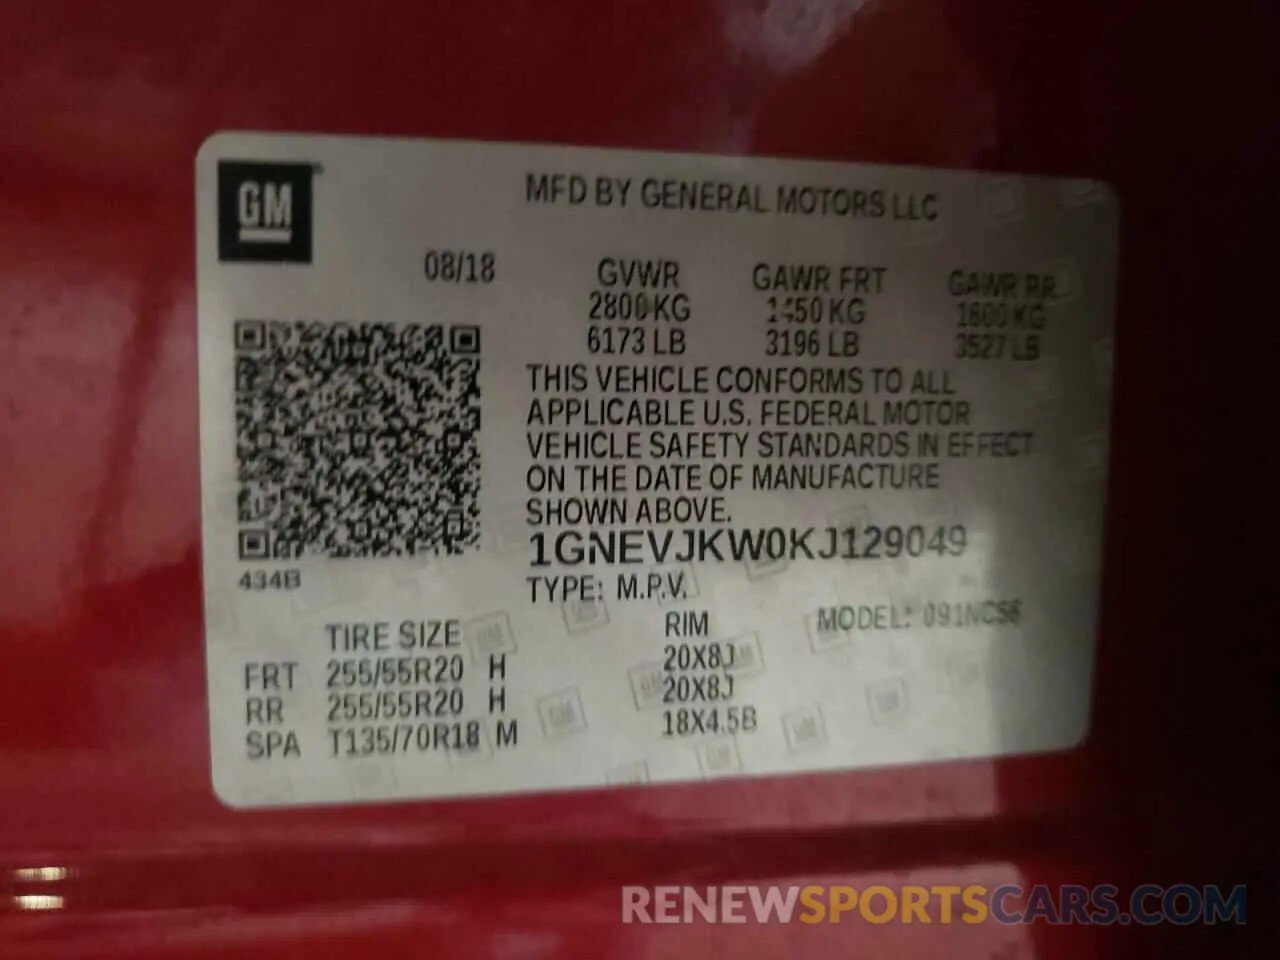 GM
MFD BY GENERAL MOTORS LLC
08/18 GVWR GAWR FRT GAWR RR
2800 KG 1450 KG 1600 KG
6173 LB 3196 LB 3527 LB
THIS VEHICLE CONFORMS TO ALL
APPLICABLE U.S. FEDERAL MOTOR
VEHICLE SAFETY STANDARDS IN EFFECT
ON THE DATE OF MANUFACTURE
SHOWN ABOVE.
1GNEVJKW0KJ129049
434B
TYPE: M.P.V.
TIRE SIZE RIM MODEL: 091NCS6
FRT 255/55R20 H 20X8J
RR 255/55R20 H 20X8J
SPA T135/70R18 M 18X4.5B
RENEWSPORTSCARS.COM